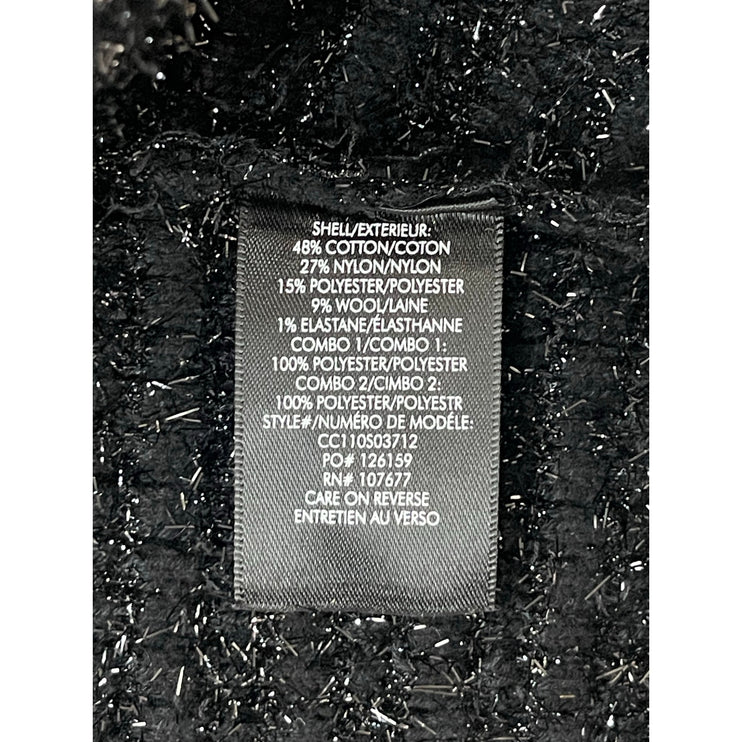 SHELL/EXTERIEUR:
48% COTTON/COTON
27% NYLON/NYLON
15% POLYESTER/POLYESTER
9% WOOL/LAINE
1% ELASTANE/ÉLASTHANNE
COMBO 1/COMBO 1:
100% POLYESTER/POLYESTER
COMBO 2/CIMBO 2:
100% POLYESTER/POLYESTR
STYLE#/NUMÉRO DE MODÉLE:
CC110S03712
PO# 126159
RN# 107677
CARE ON REVERSE
ENTRETIEN AU VERSO